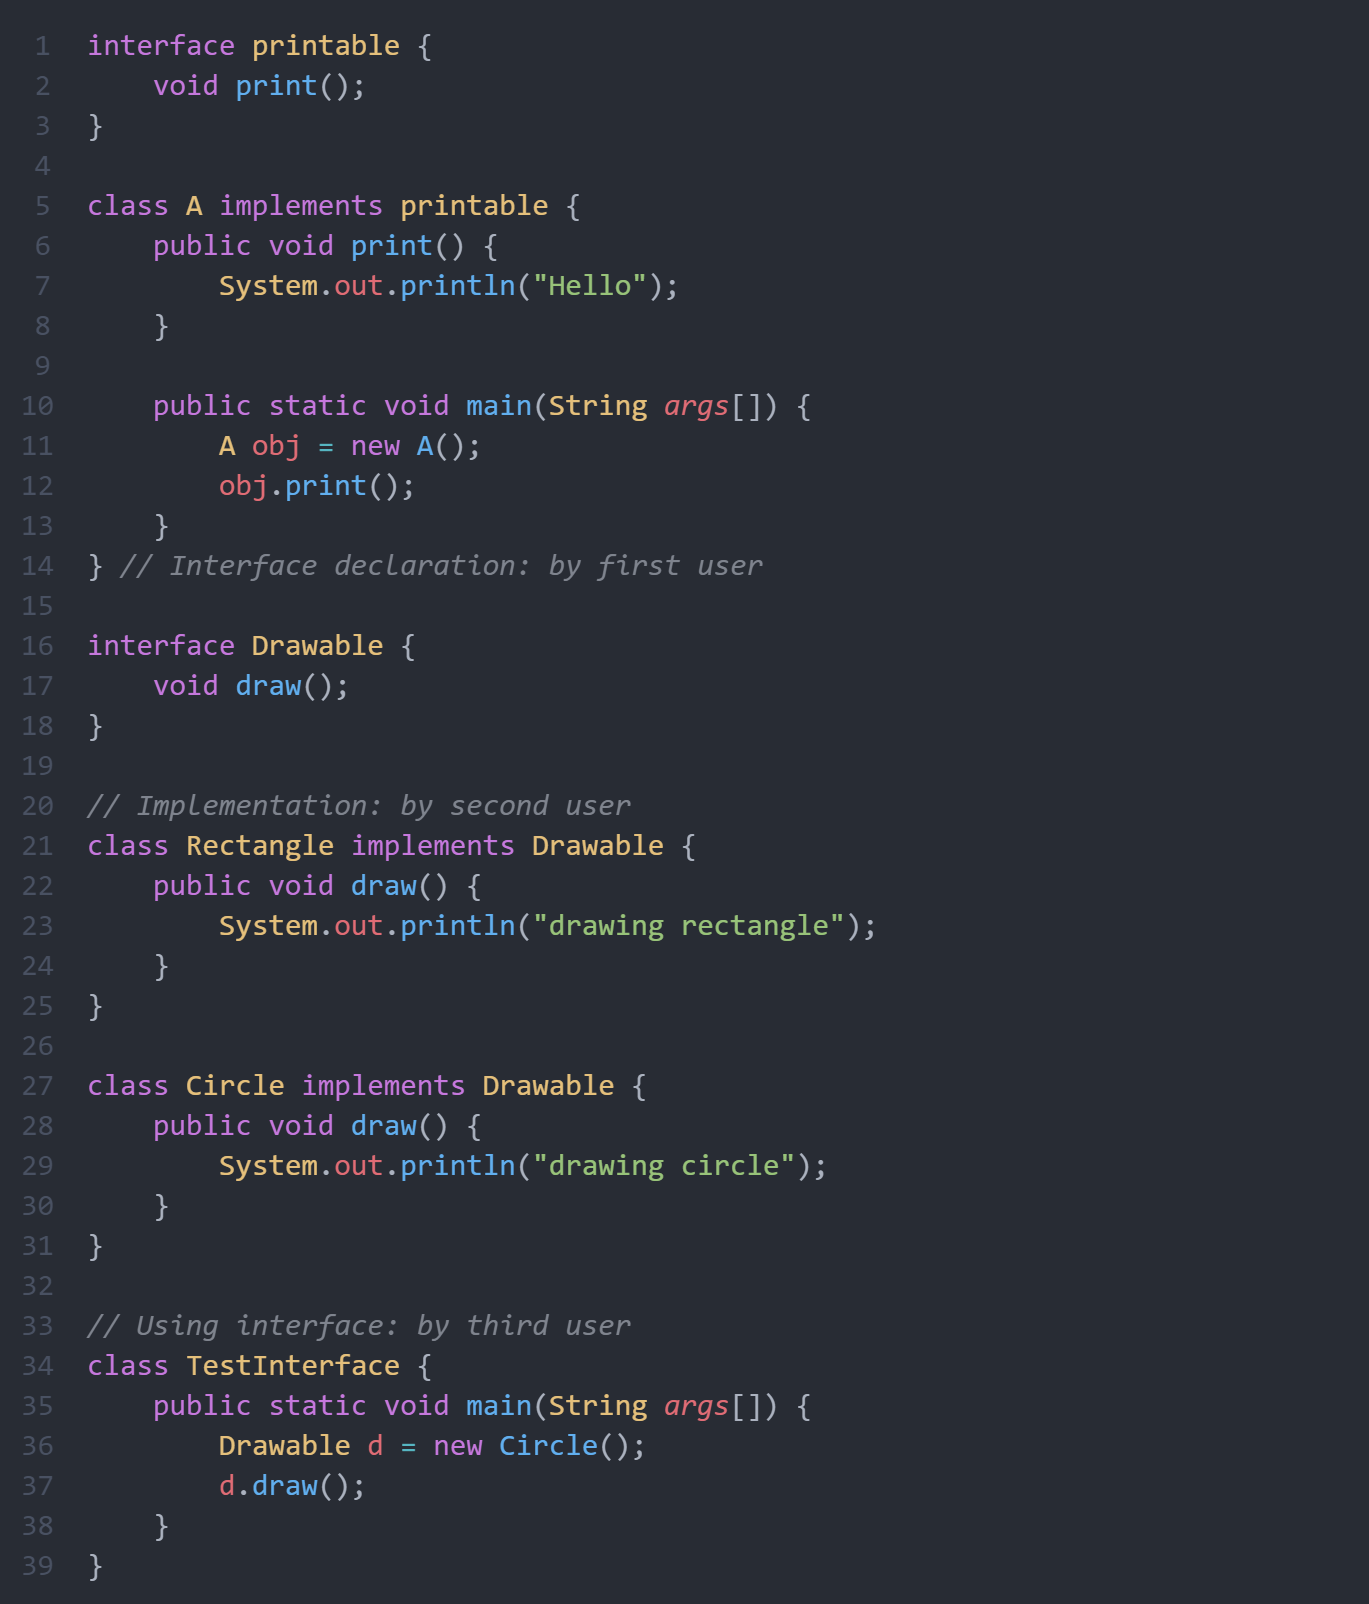 1 interface printable {
2     void print();
3 }
4
5 class A implements printable {
6     public void print() {
7         System.out.println("Hello");
8     }
9
10     public static void main(String args[]) {
11         A obj = new A();
12         obj.print();
13     }
14 } // Interface declaration: by first user
15
16 interface Drawable {
17     void draw();
18 }
19
20 // Implementation: by second user
21 class Rectangle implements Drawable {
22     public void draw() {
23         System.out.println("drawing rectangle");
24     }
25 }
26
27 class Circle implements Drawable {
28     public void draw() {
29         System.out.println("drawing circle");
30     }
31 }
32
33 // Using interface: by third user
34 class TestInterface {
35     public static void main(String args[]) {
36         Drawable d = new Circle();
37         d.draw();
38     }
39 }